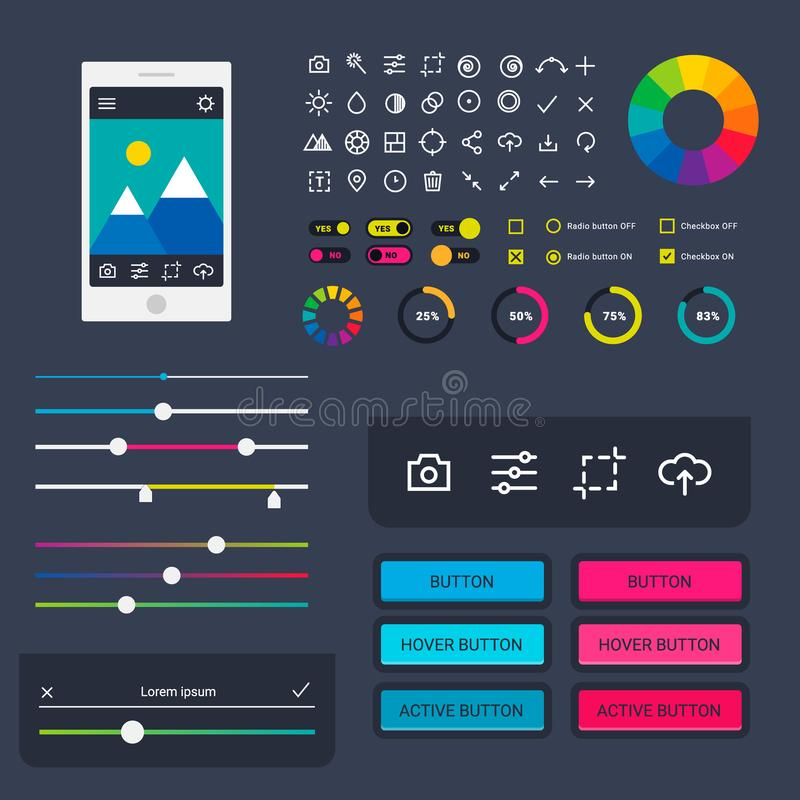 T
YES YES YES Radio button OFF Checkbox OFF
NO NO NO Radio button ON Checkbox ON
25% 50% 75% 83%
dreamstime
BUTTON BUTTON
HOVER BUTTON HOVER BUTTON
ACTIVE BUTTON ACTIVE BUTTON
Lorem ipsum